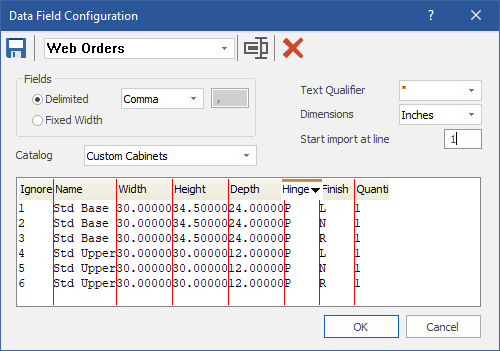 Data Field Configuration
Web Orders
Fields
Delimited Comma ,
Fixed Width
Text Qualifier "
Dimensions Inches
Start import at line 1
Catalog Custom Cabinets
Ignore Name Width Height Depth Hinge Finish Quanti
1 Std Base 30.00000 34.50000 24.00000 P L 1
2 Std Base 30.00000 34.50000 24.00000 P N 1
3 Std Base 30.00000 34.50000 24.00000 P R 1
4 Std Upper 30.00000 30.00000 12.00000 P L 1
5 Std Upper 30.00000 30.00000 12.00000 P N 1
6 Std Upper 30.00000 30.00000 12.00000 P R 1
OK Cancel